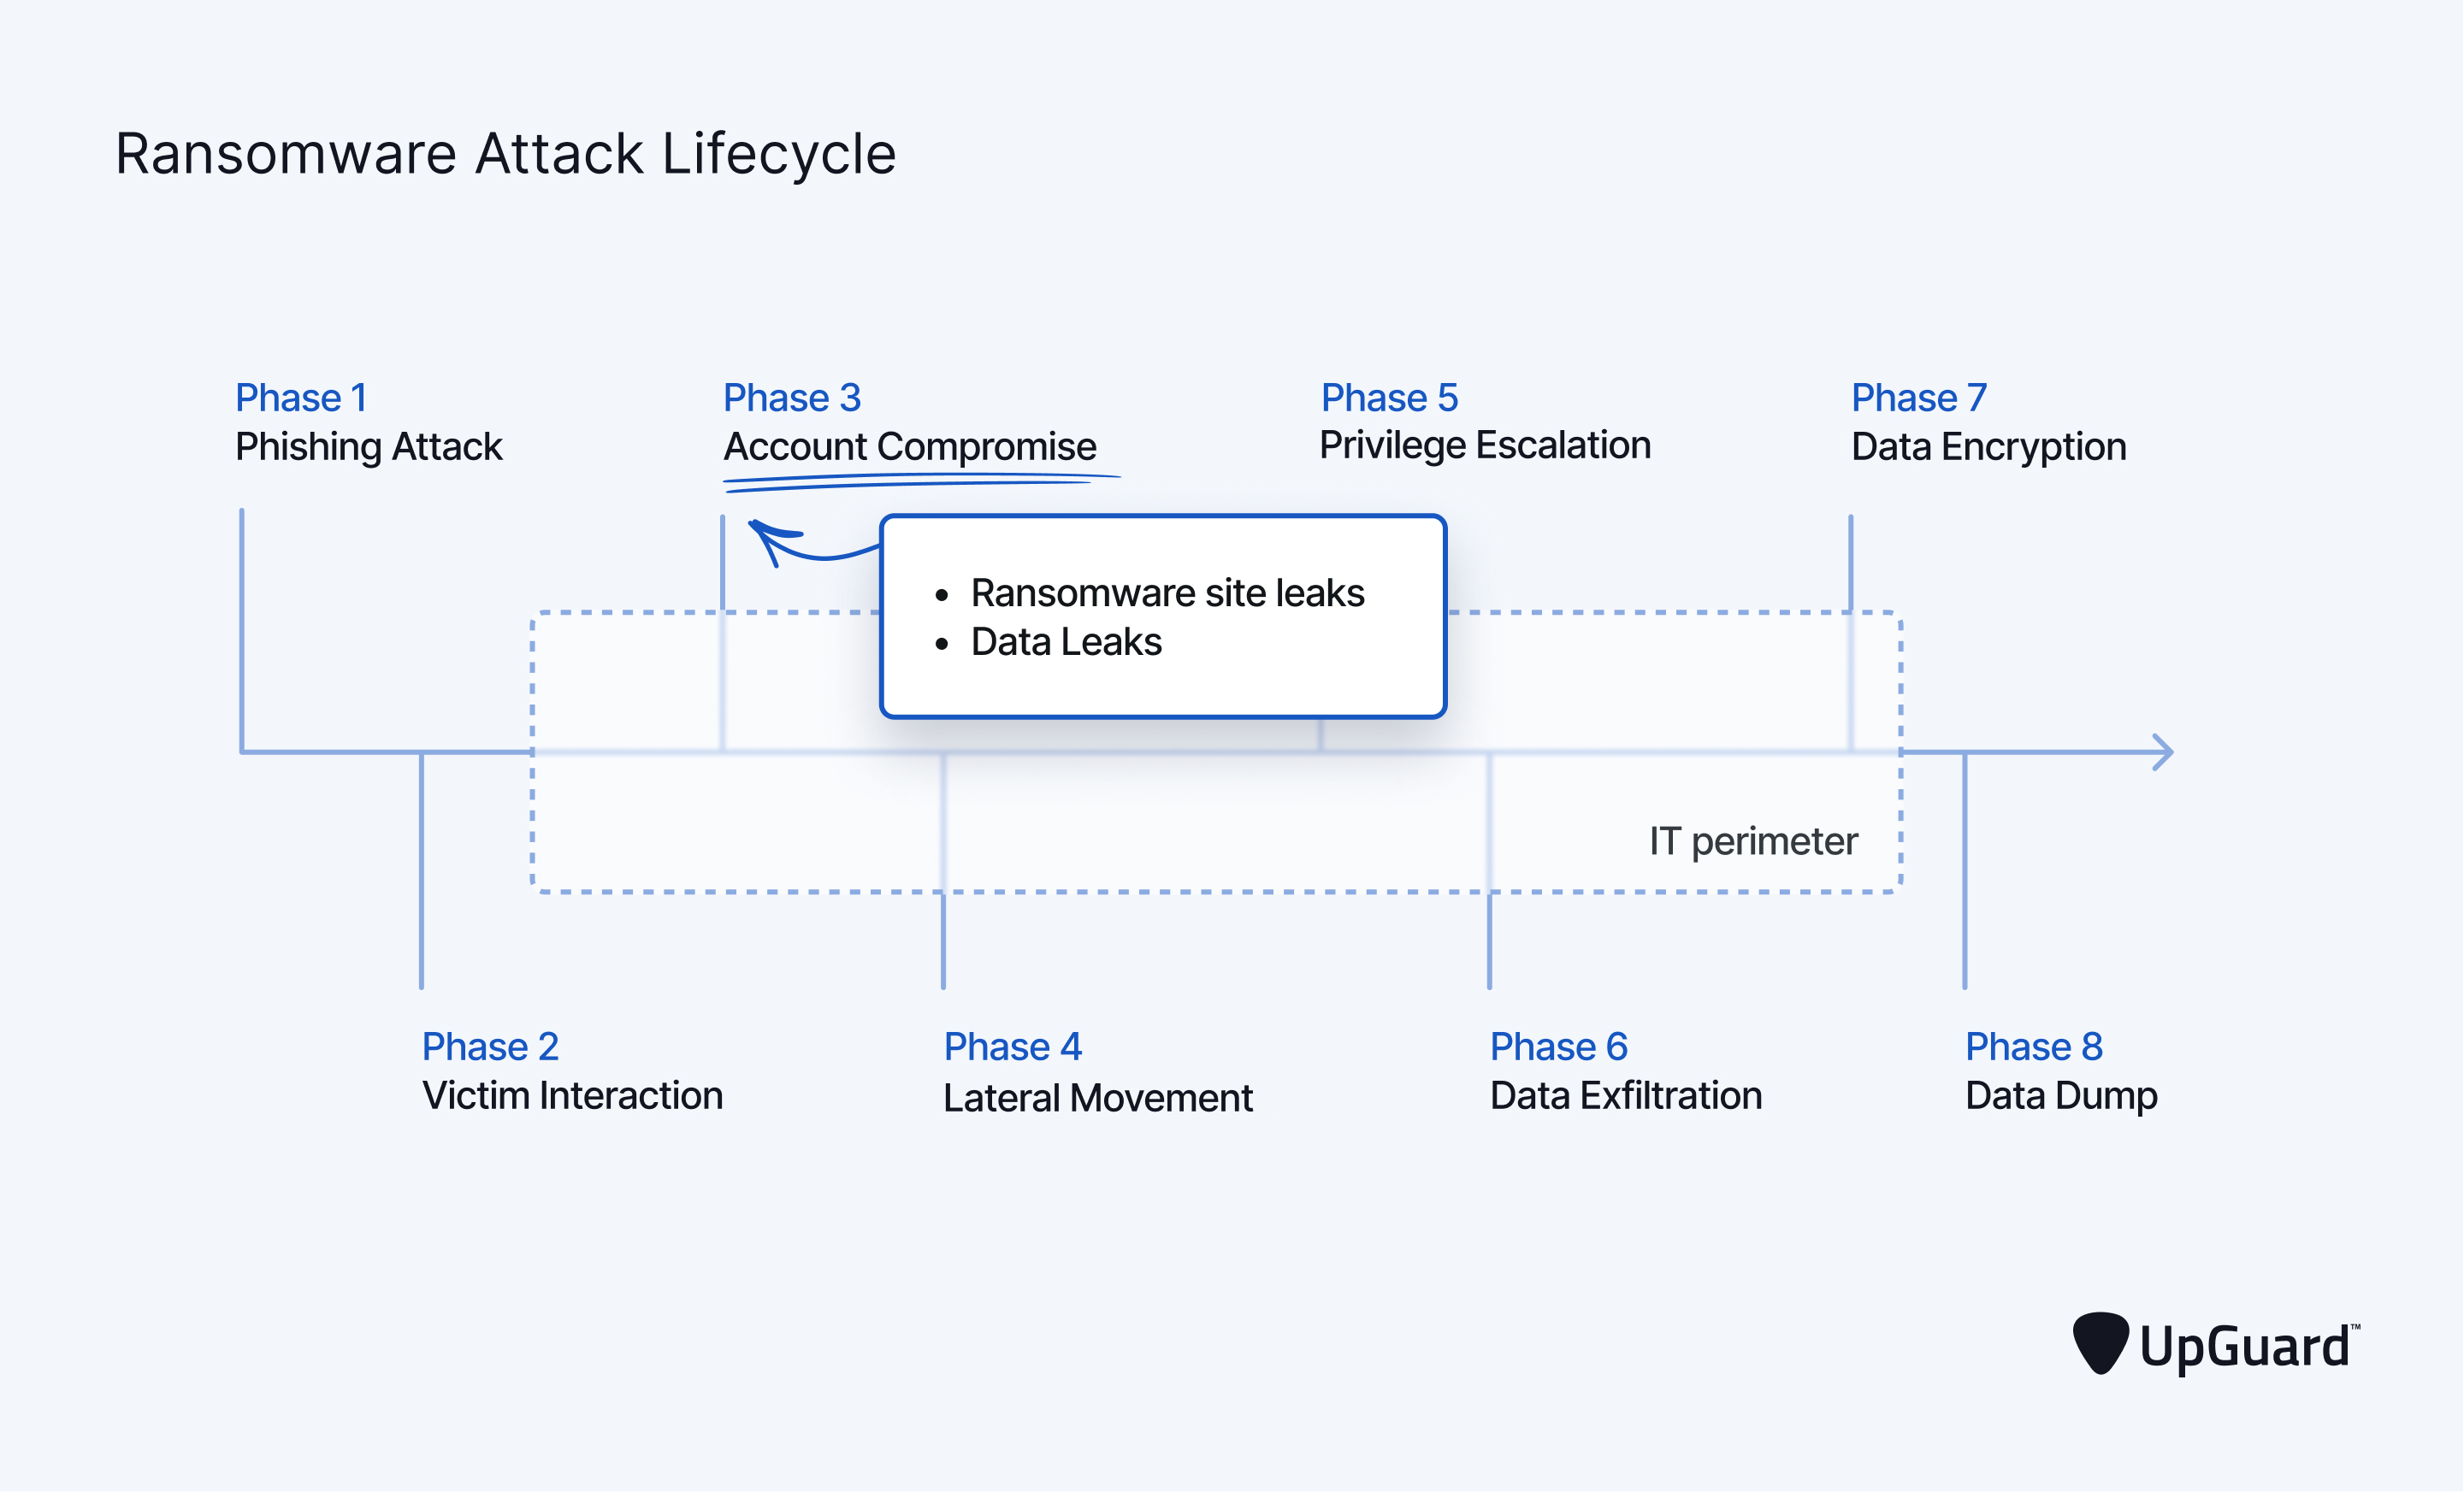 Ransomware Attack Lifecycle
Phase 1
Phishing Attack
Phase 3
Account Compromise
Phase 5
Privilege Escalation
Phase 7
Data Encryption
• Ransomware site leaks
• Data Leaks
IT perimeter
Phase 2
Victim Interaction
Phase 4
Lateral Movement
Phase 6
Data Exfiltration
Phase 8
Data Dump
UpGuard™